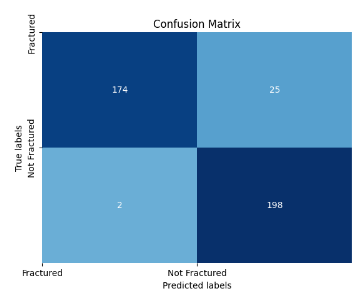 Confusion Matrix
Fractured
174
25
True labels
Not Fractured
2
198
Fractured
Not Fractured
Predicted labels